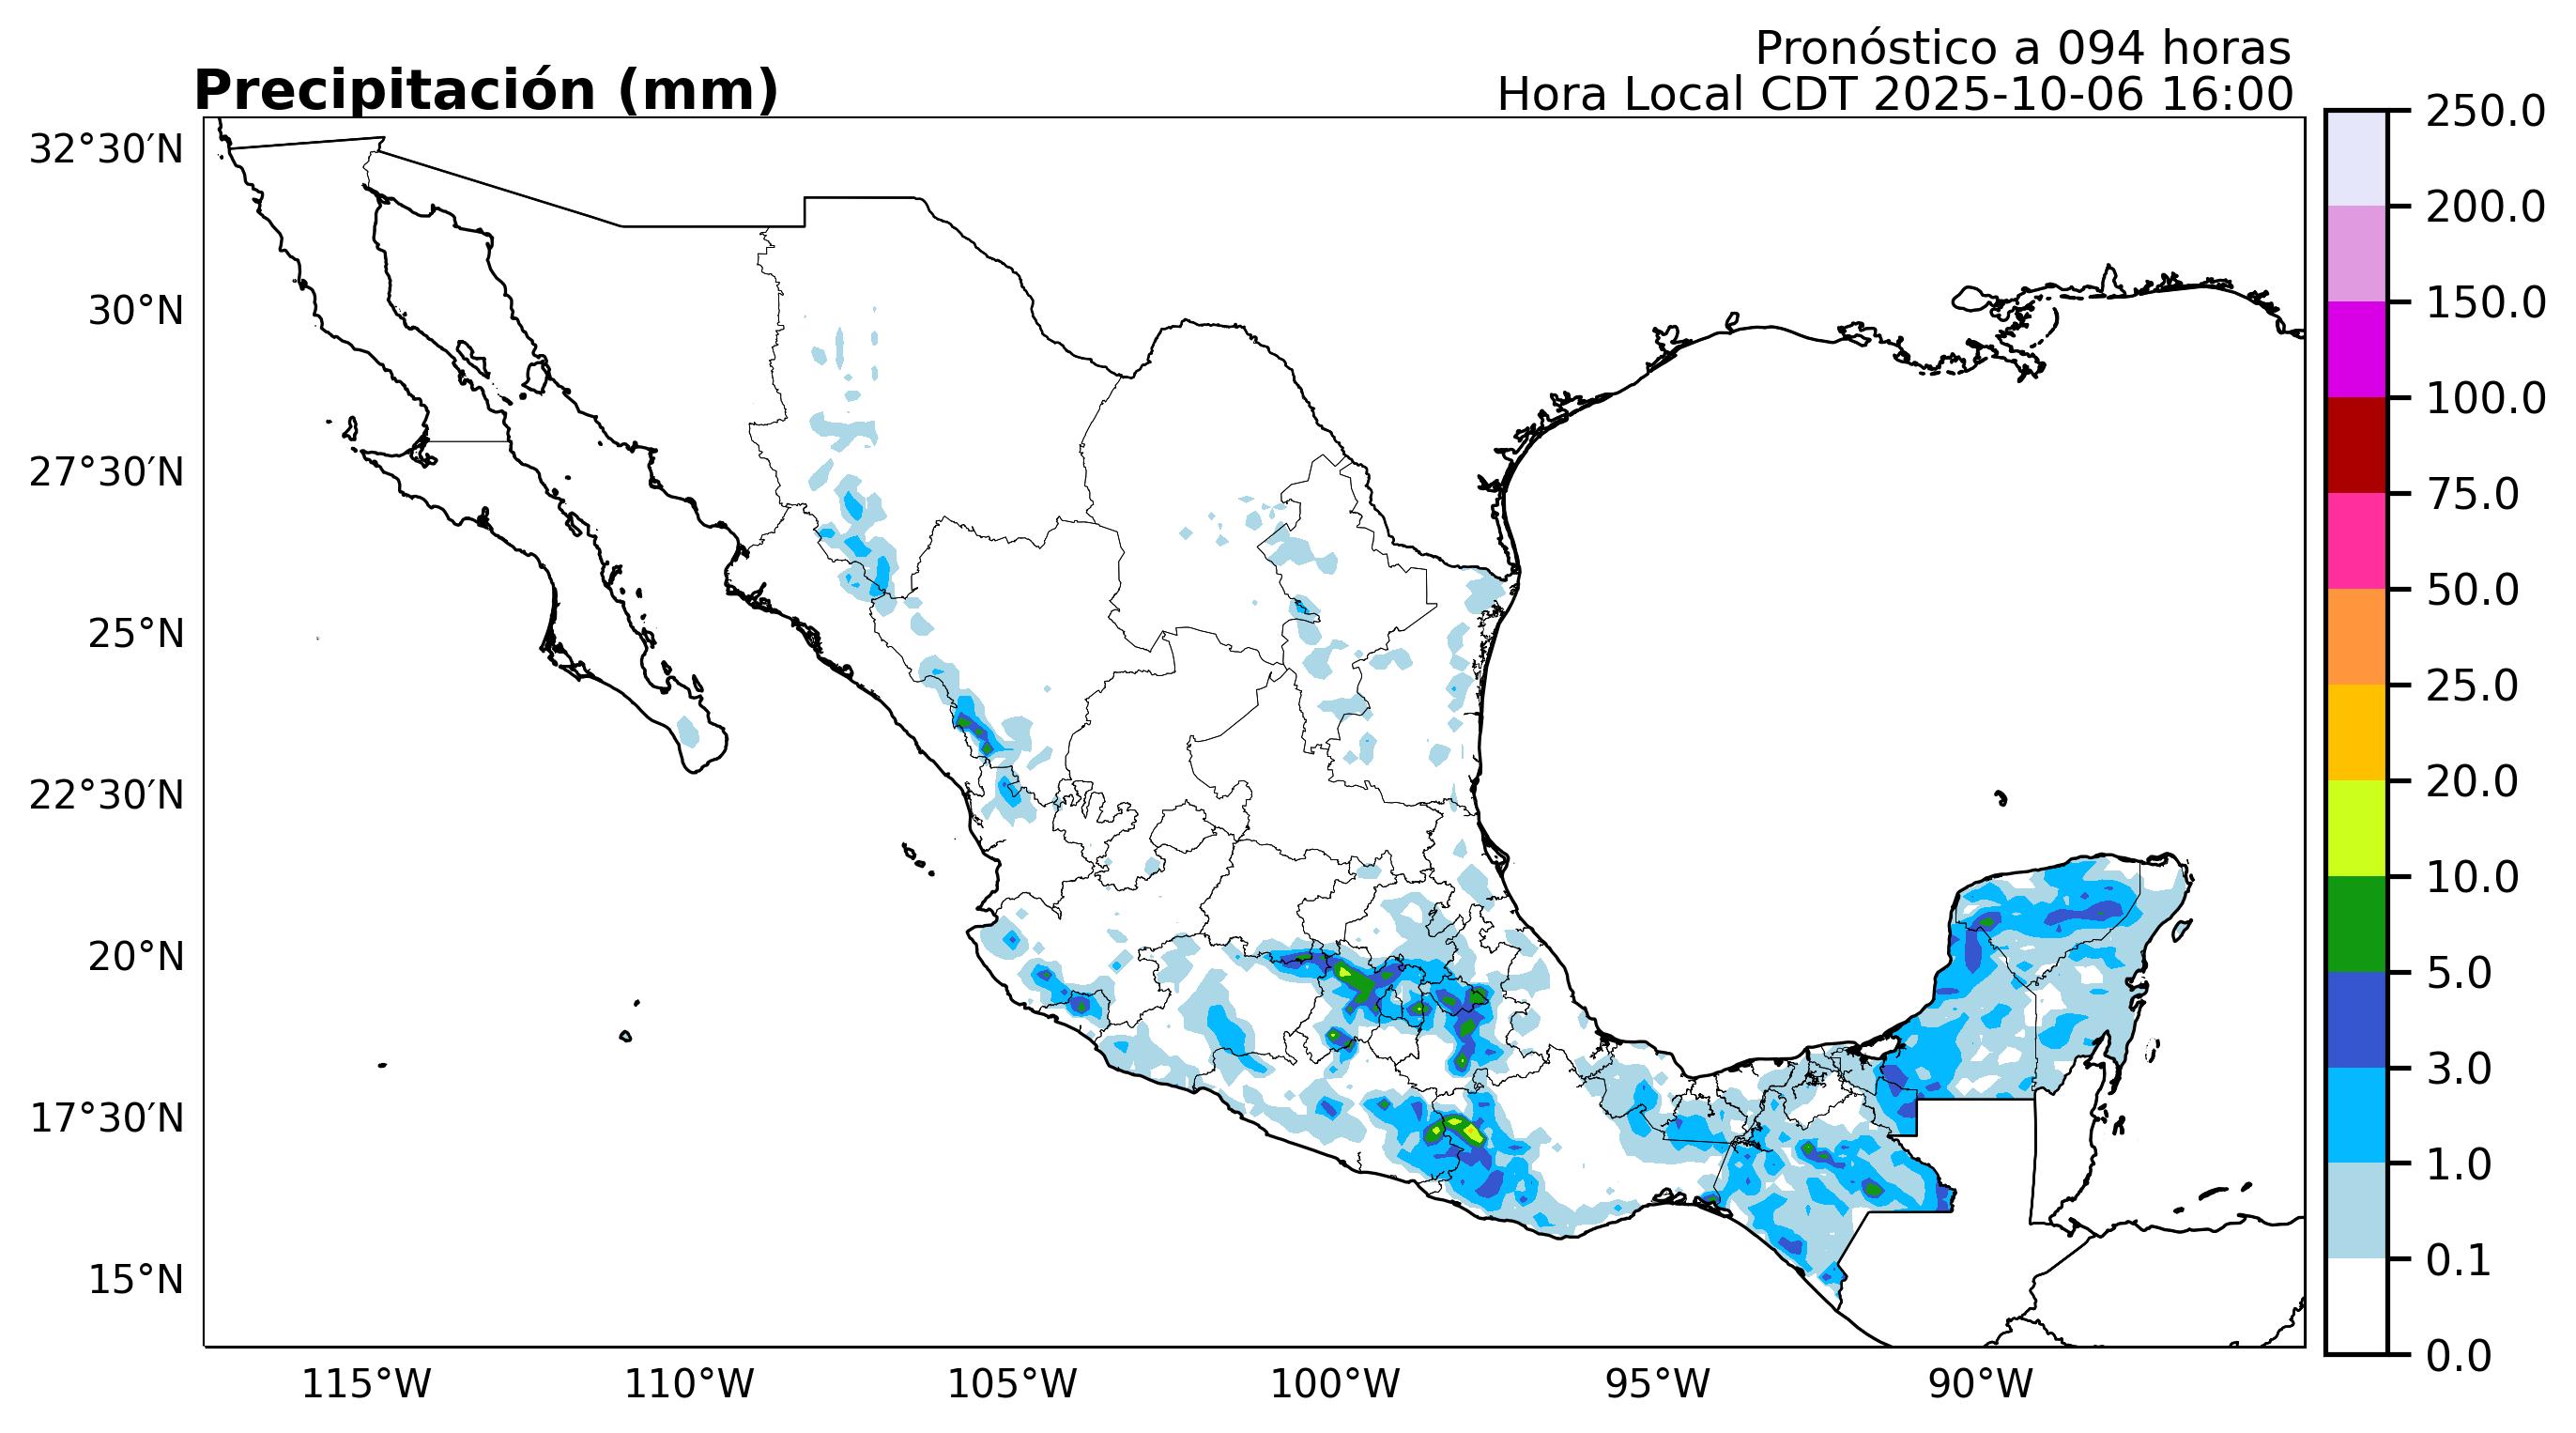 Pronóstico a 094 horas
Precipitación (mm)
Hora Local CDT 2025-10-06 16:00
32°30′N
30°N
27°30′N
25°N
22°30′N
20°N
17°30′N
15°N
115°W
110°W
105°W
100°W
95°W
90°W
250.0
200.0
150.0
100.0
75.0
50.0
25.0
20.0
10.0
5.0
3.0
1.0
0.1
0.0